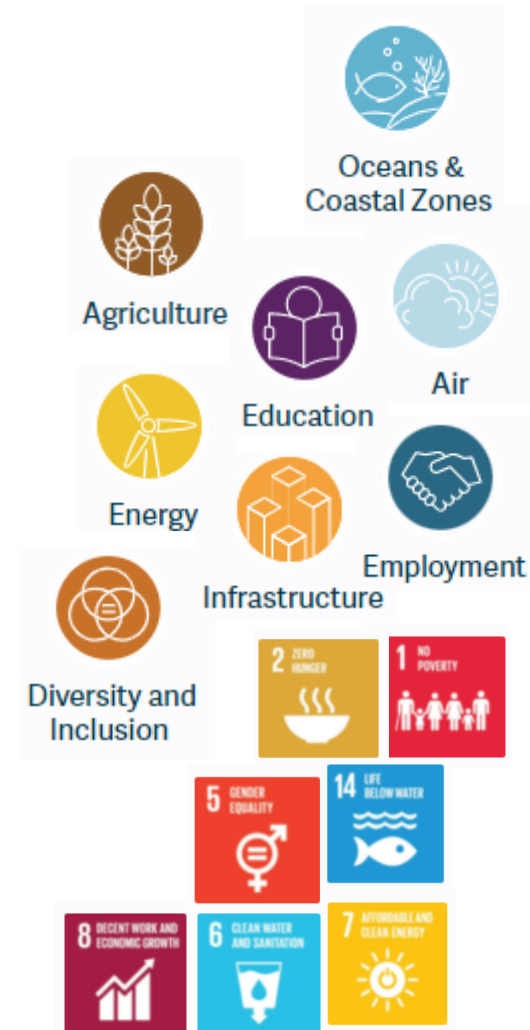 Oceans &
Coastal Zones
Agriculture
Air
Education
Energy
Employment
Infrastructure
Diversity and
Inclusion
2 ZERO
HUNGER
1 NO
POVERTY
5 GENDER
EQUALITY
14 LIFE
BELOW WATER
8 DECENT WORK AND
ECONOMIC GROWTH
6 CLEAN WATER
AND SANITATION
7 AFFORDABLE AND
CLEAN ENERGY